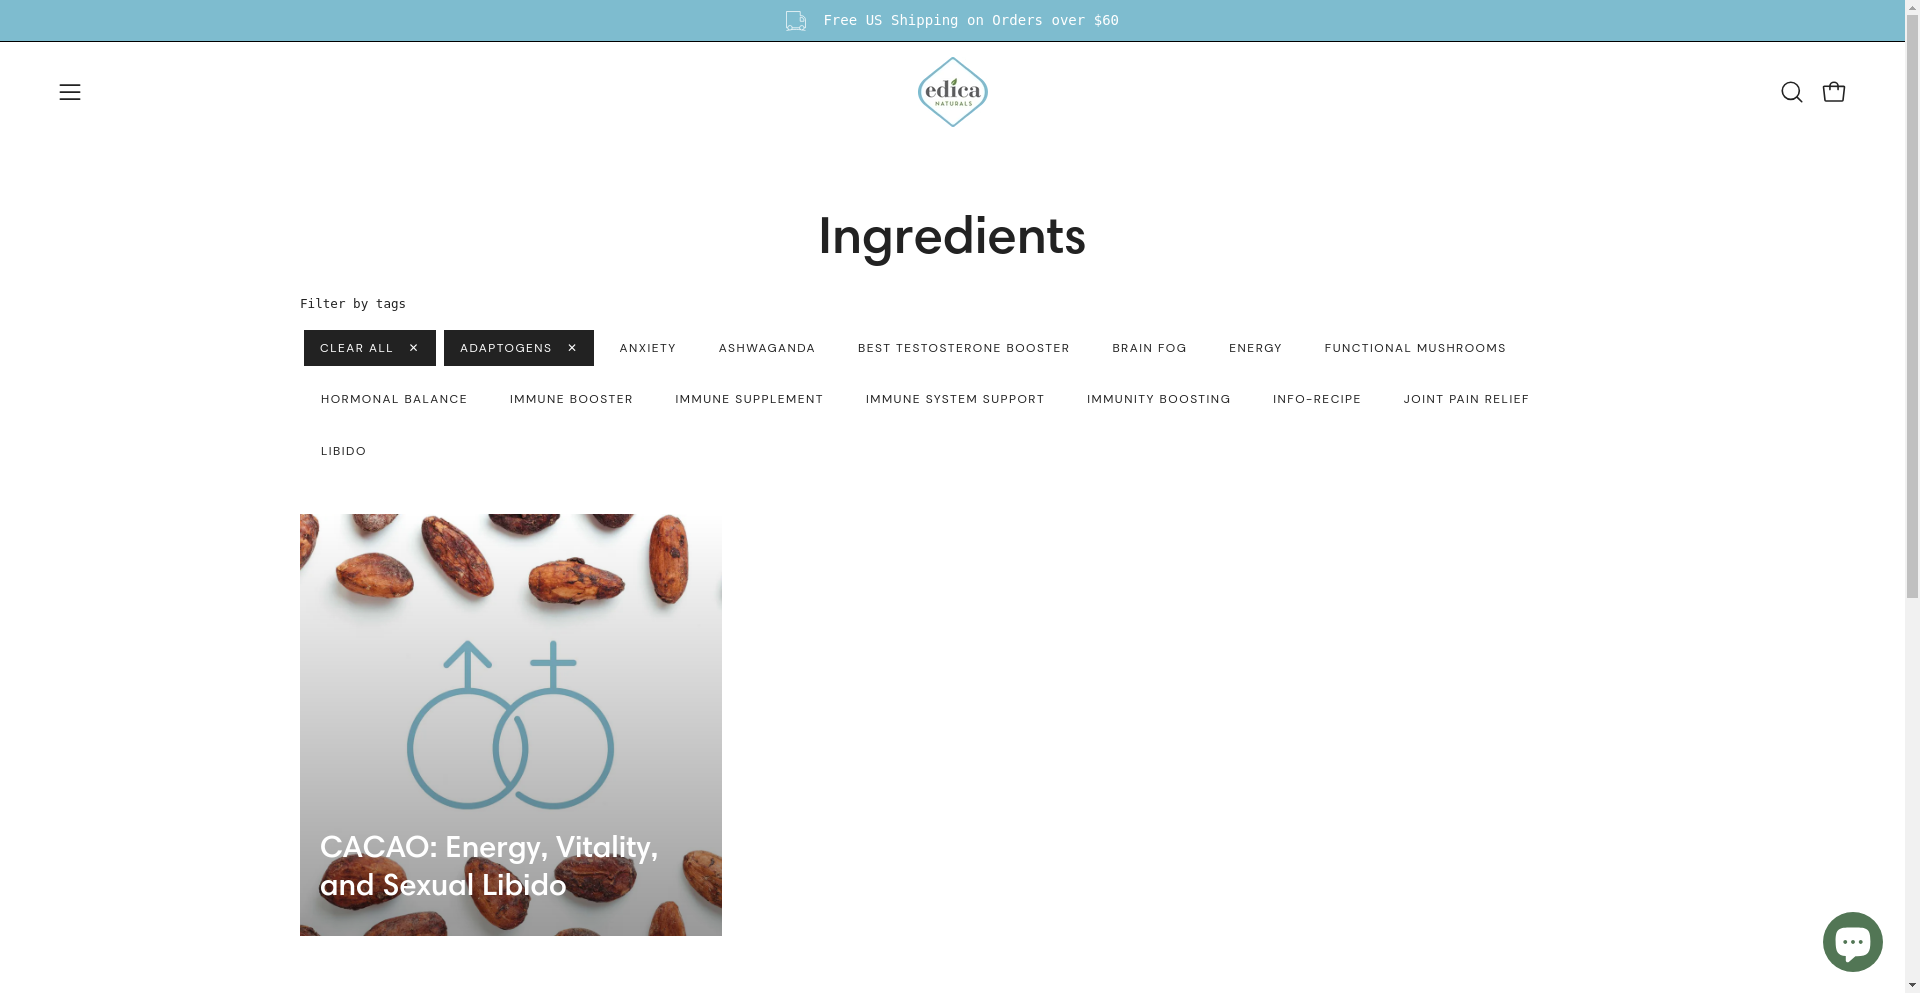 Free US Shipping on Orders over $60
edica
NATURALS
Ingredients
Filter by tags
CLEAR ALL ✕ ADAPTOGENS ✕ ANXIETY ASHWAGANDA BEST TESTOSTERONE BOOSTER BRAIN FOG ENERGY FUNCTIONAL MUSHROOMS
HORMONAL BALANCE IMMUNE BOOSTER IMMUNE SUPPLEMENT IMMUNE SYSTEM SUPPORT IMMUNITY BOOSTING INFO-RECIPE JOINT PAIN RELIEF
LIBIDO
CACAO: Energy, Vitality,
and Sexual Libido